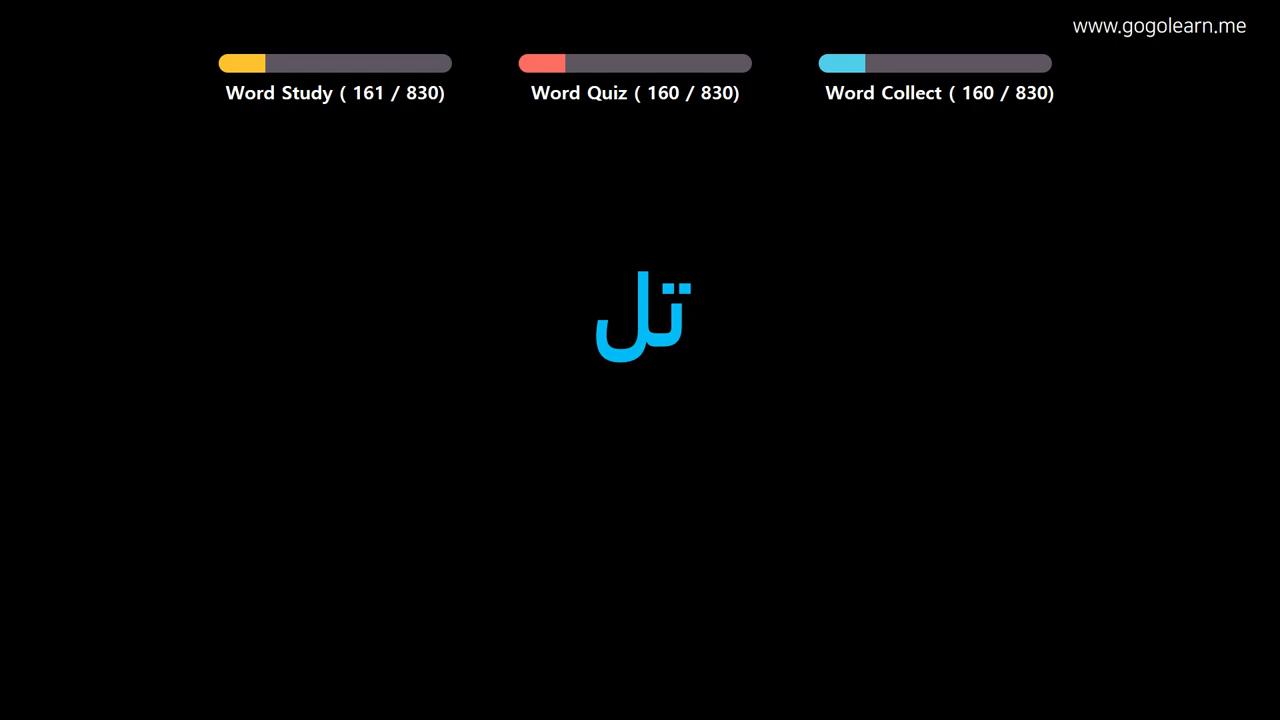 www.gogolearn.me
Word Study ( 161 / 830)
Word Quiz ( 160 / 830)
Word Collect ( 160 / 830)
تل